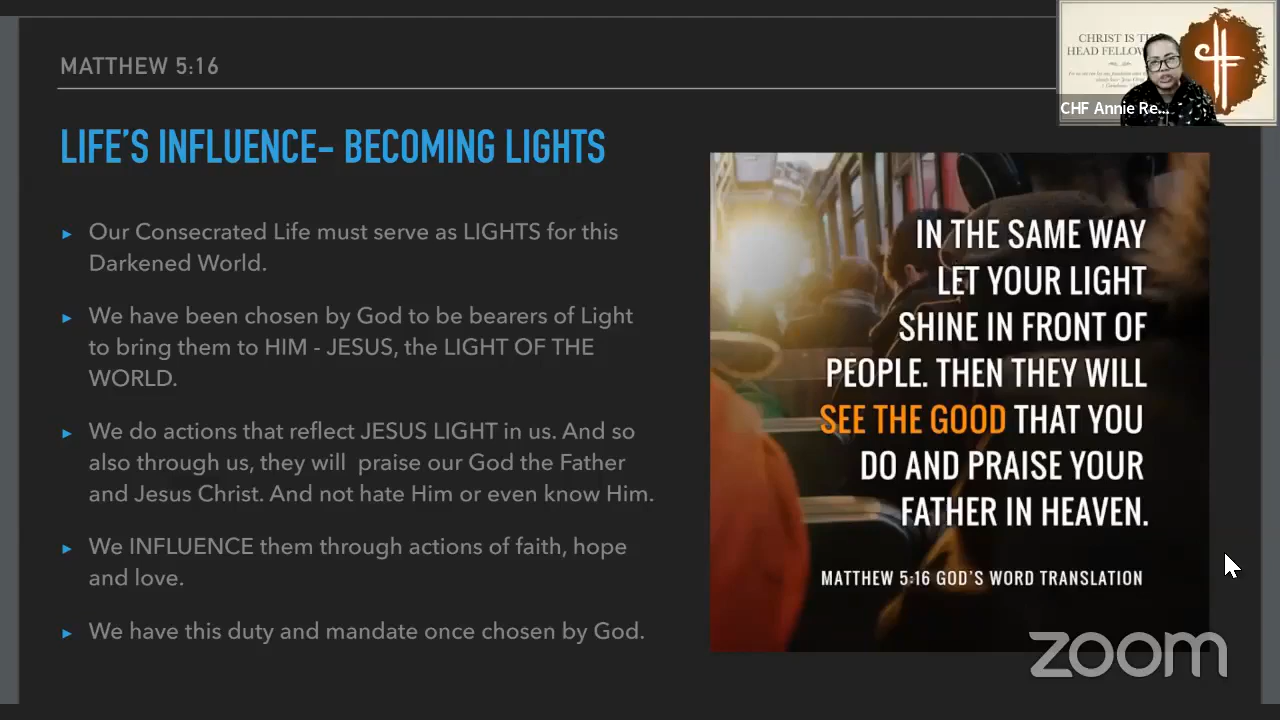 MATTHEW 5:16
LIFE'S INFLUENCE- BECOMING LIGHTS
▸ Our Consecrated Life must serve as LIGHTS for this
Darkened World.
▸ We have been chosen by God to be bearers of Light
to bring them to HIM - JESUS, the LIGHT OF THE
WORLD.
▸ We do actions that reflect JESUS LIGHT in us. And so
also through us, they will praise our God the Father
and Jesus Christ. And not hate Him or even know Him.
▸ We INFLUENCE them through actions of faith, hope
and love.
▸ We have this duty and mandate once chosen by God.
CHRIST IS
HEAD
CHF Annie Re...
IN THE SAME WAY
LET YOUR LIGHT
SHINE IN FRONT OF
PEOPLE. THEN THEY WILL
SEE THE GOOD THAT YOU
DO AND PRAISE YOUR
FATHER IN HEAVEN.
MATTHEW 5:16 GOD'S WORD TRANSLATION
zoom